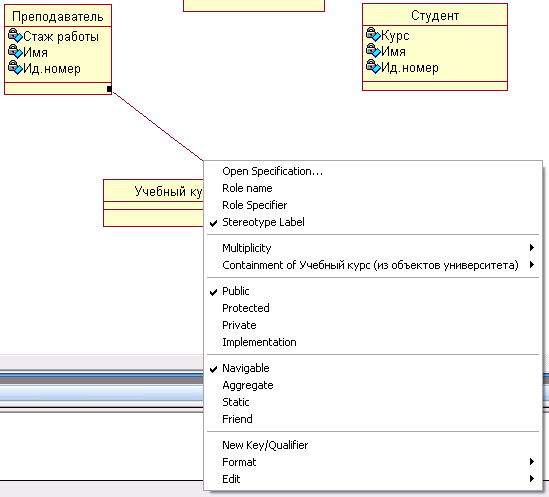 Преподаватель
Стаж работы
Имя
Ид.номер
Студент
Курс
Имя
Ид.номер
Учебный ку
Open Specification...
Role name
Role Specifier
Stereotype Label
Multiplicity
Containment of Учебный курс (из объектов университета)
Public
Protected
Private
Implementation
Navigable
Aggregate
Static
Friend
New Key/Qualifier
Format
Edit